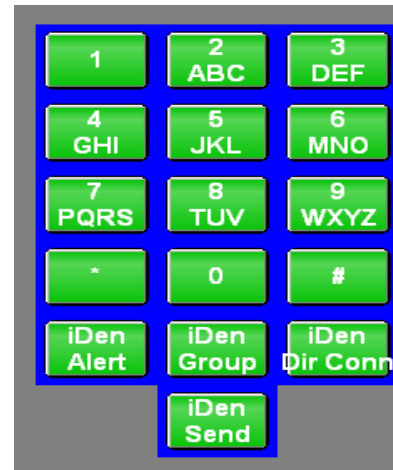 1
2
ABC
3
DEF
4
GHI
5
JKL
6
MNO
7
PQRS
8
TUV
9
WXYZ
*
0
#
iDen
Alert
iDen
Group
iDen
Dir Conn
iDen
Send